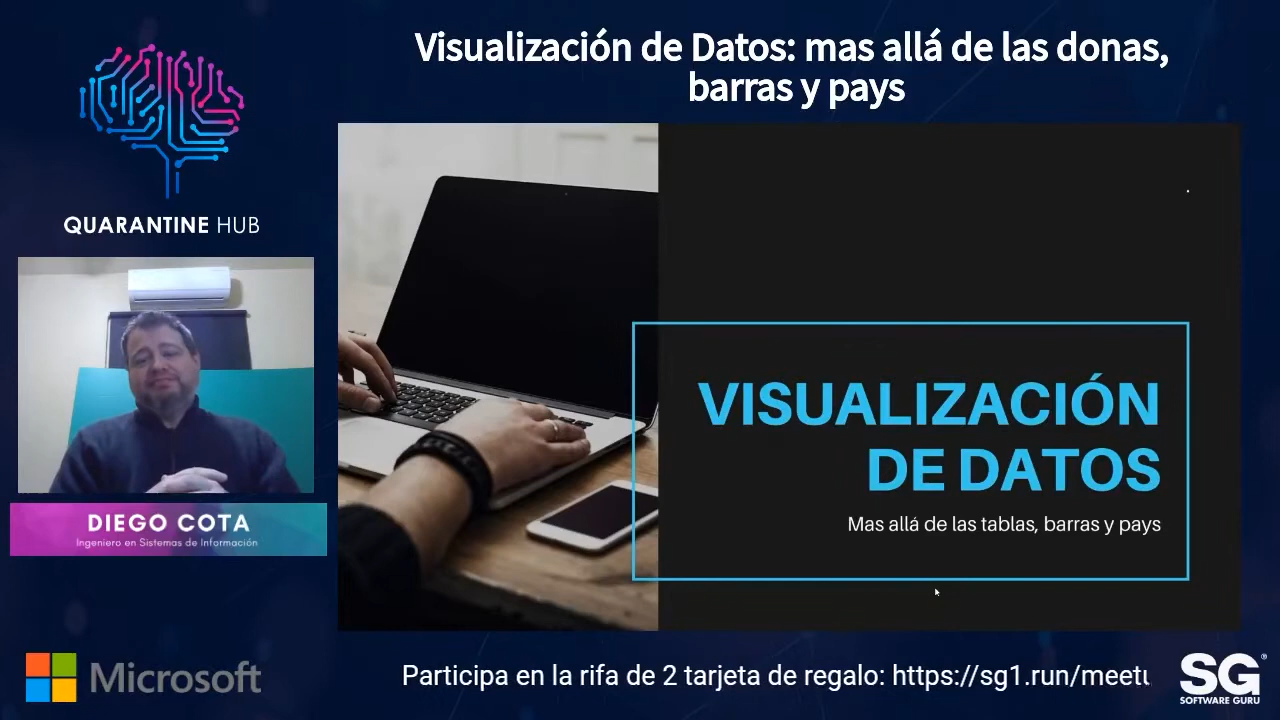 Visualización de Datos: mas allá de las donas,
barras y pays
QUARANTINE HUB
VISUALIZACIÓN
DE DATOS
Mas allá de las tablas, barras y pays
DIEGO COTA
Ingeniero en Sistemas de Información
Microsoft
Participa en la rifa de 2 tarjeta de regalo: https://sg1.run/meetu
SG®
SOFTWARE GURU